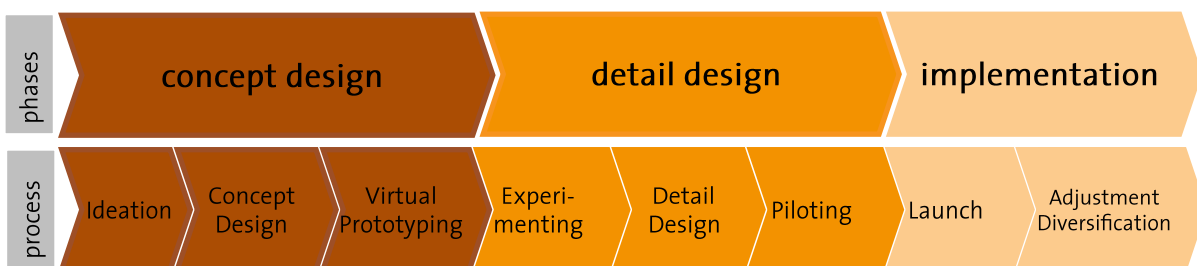 phases
concept design
detail design
implementation
process
Ideation
Concept
Design
Virtual
Prototyping
Experi-
menting
Detail
Design
Piloting
Launch
Adjustment
Diversification